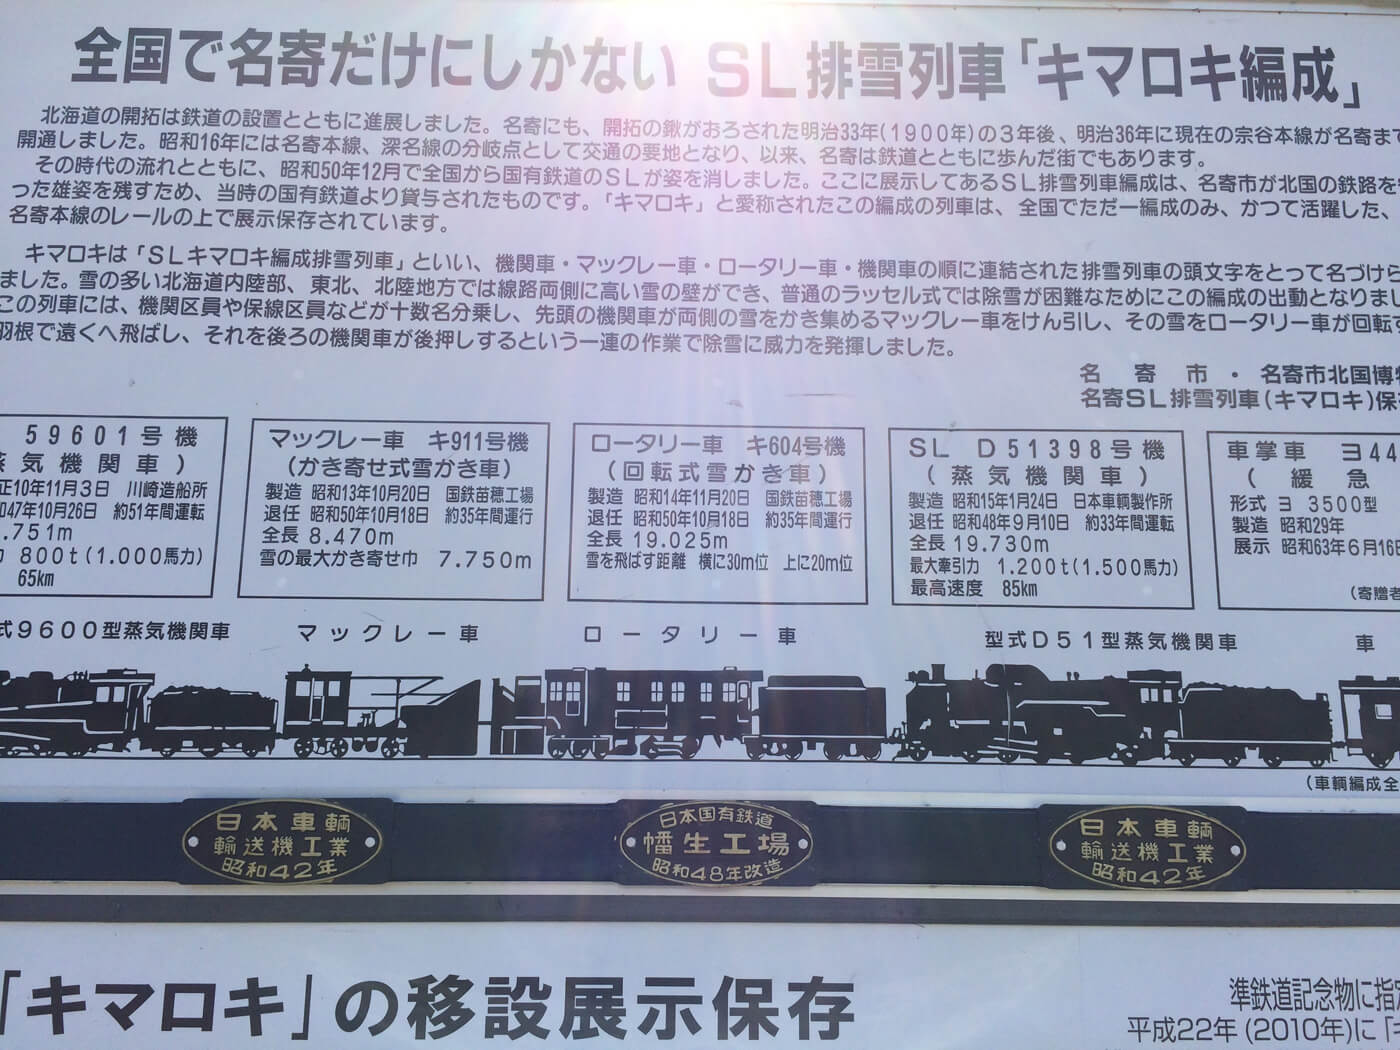 全国で名寄だけにしかない SL排雪列車「キマロキ編成」
北海道の開拓は鉄道の設置とともに進展しました。名寄にも、開拓の鍬がおろされた明治33年(1900年)の3年後、明治36年に現在の宗谷本線が名寄ま
開通しました。昭和16年には名寄本線、深名線の分岐点として交通の要地となり、以来、名寄は鉄道とともに歩んだ街でもあります。
その時代の流れとともに、昭和50年12月で全国から国有鉄道のSLが姿を消しました。ここに展示してあるSL排雪列車編成は、名寄市が北国の鉄路を
った雄姿を残すため、当時の国有鉄道より貸与されたものです。「キマロキ」と愛称されたこの編成の列車は、全国でただ一編成のみ、かつて活躍した、
名寄本線のレールの上で展示保存されています。
キマロキは「SLキマロキ編成排雪列車」といい、機関車・マックレー車・ロータリー車・機関車の順に連結された排雪列車の頭文字をとって名づけら
ました。雪の多い北海道内陸部、東北、北陸地方では線路両側に高い雪の壁ができ、普通のラッセル式では除雪が困難なためにこの編成の出動となりまし
この列車には、機関区員や保線区員などが十数名分乗し、先頭の機関車が両側の雪をかき集めるマックレー車をけん引し、その雪をロータリー車が回転す
羽根で遠くへ飛ばし、それを後ろの機関車が後押しするという一連の作業で除雪に威力を発揮しました。
名寄市・名寄市北国博物
名寄SL排雪列車(キマロキ)保存
59601号機
蒸気機関車)
正10年11月3日 川崎造船所
和47年10月26日 約51年間運転
.751m
800t(1.000馬力)
65km
マックレー車 キ911号機
(かき寄せ式雪かき車)
製造 昭和13年10月20日 国鉄苗穂工場
退任 昭和50年10月18日 約35年間運行
全長 8.470m
雪の最大かき寄せ巾 7.750m
ロータリー車 キ604号機
(回転式雪かき車)
製造 昭和14年11月20日 国鉄苗穂工場
退任 昭和50年10月18日 約35年間運行
全長 19.025m
雪を飛ばす距離 横に30m位 上に20m位
SL D51398号機
(蒸気機関車)
製造 昭和15年1月24日 日本車輌製作所
退任 昭和48年9月10日 約33年間運転
全長 19.730m
最大牽引力 1.200t(1.500馬力)
最高速度 85km
車掌車 ヨ44
(緩急
形式 ヨ 3500型
製造 昭和29年
展示 昭和63年6月16日
(寄贈者
式9600型蒸気機関車
マックレー車
ロータリー車
型式D51型蒸気機関車
車
(車輌編成全
日本車輌
輸送機工業
昭和42年
日本国有鉄道
幡生工場
昭和48年改造
日本車輌
輸送機工業
昭和42年
「キマロキ」の移設展示保存
準鉄道記念物に指定
平成22年(2010年)に「キ